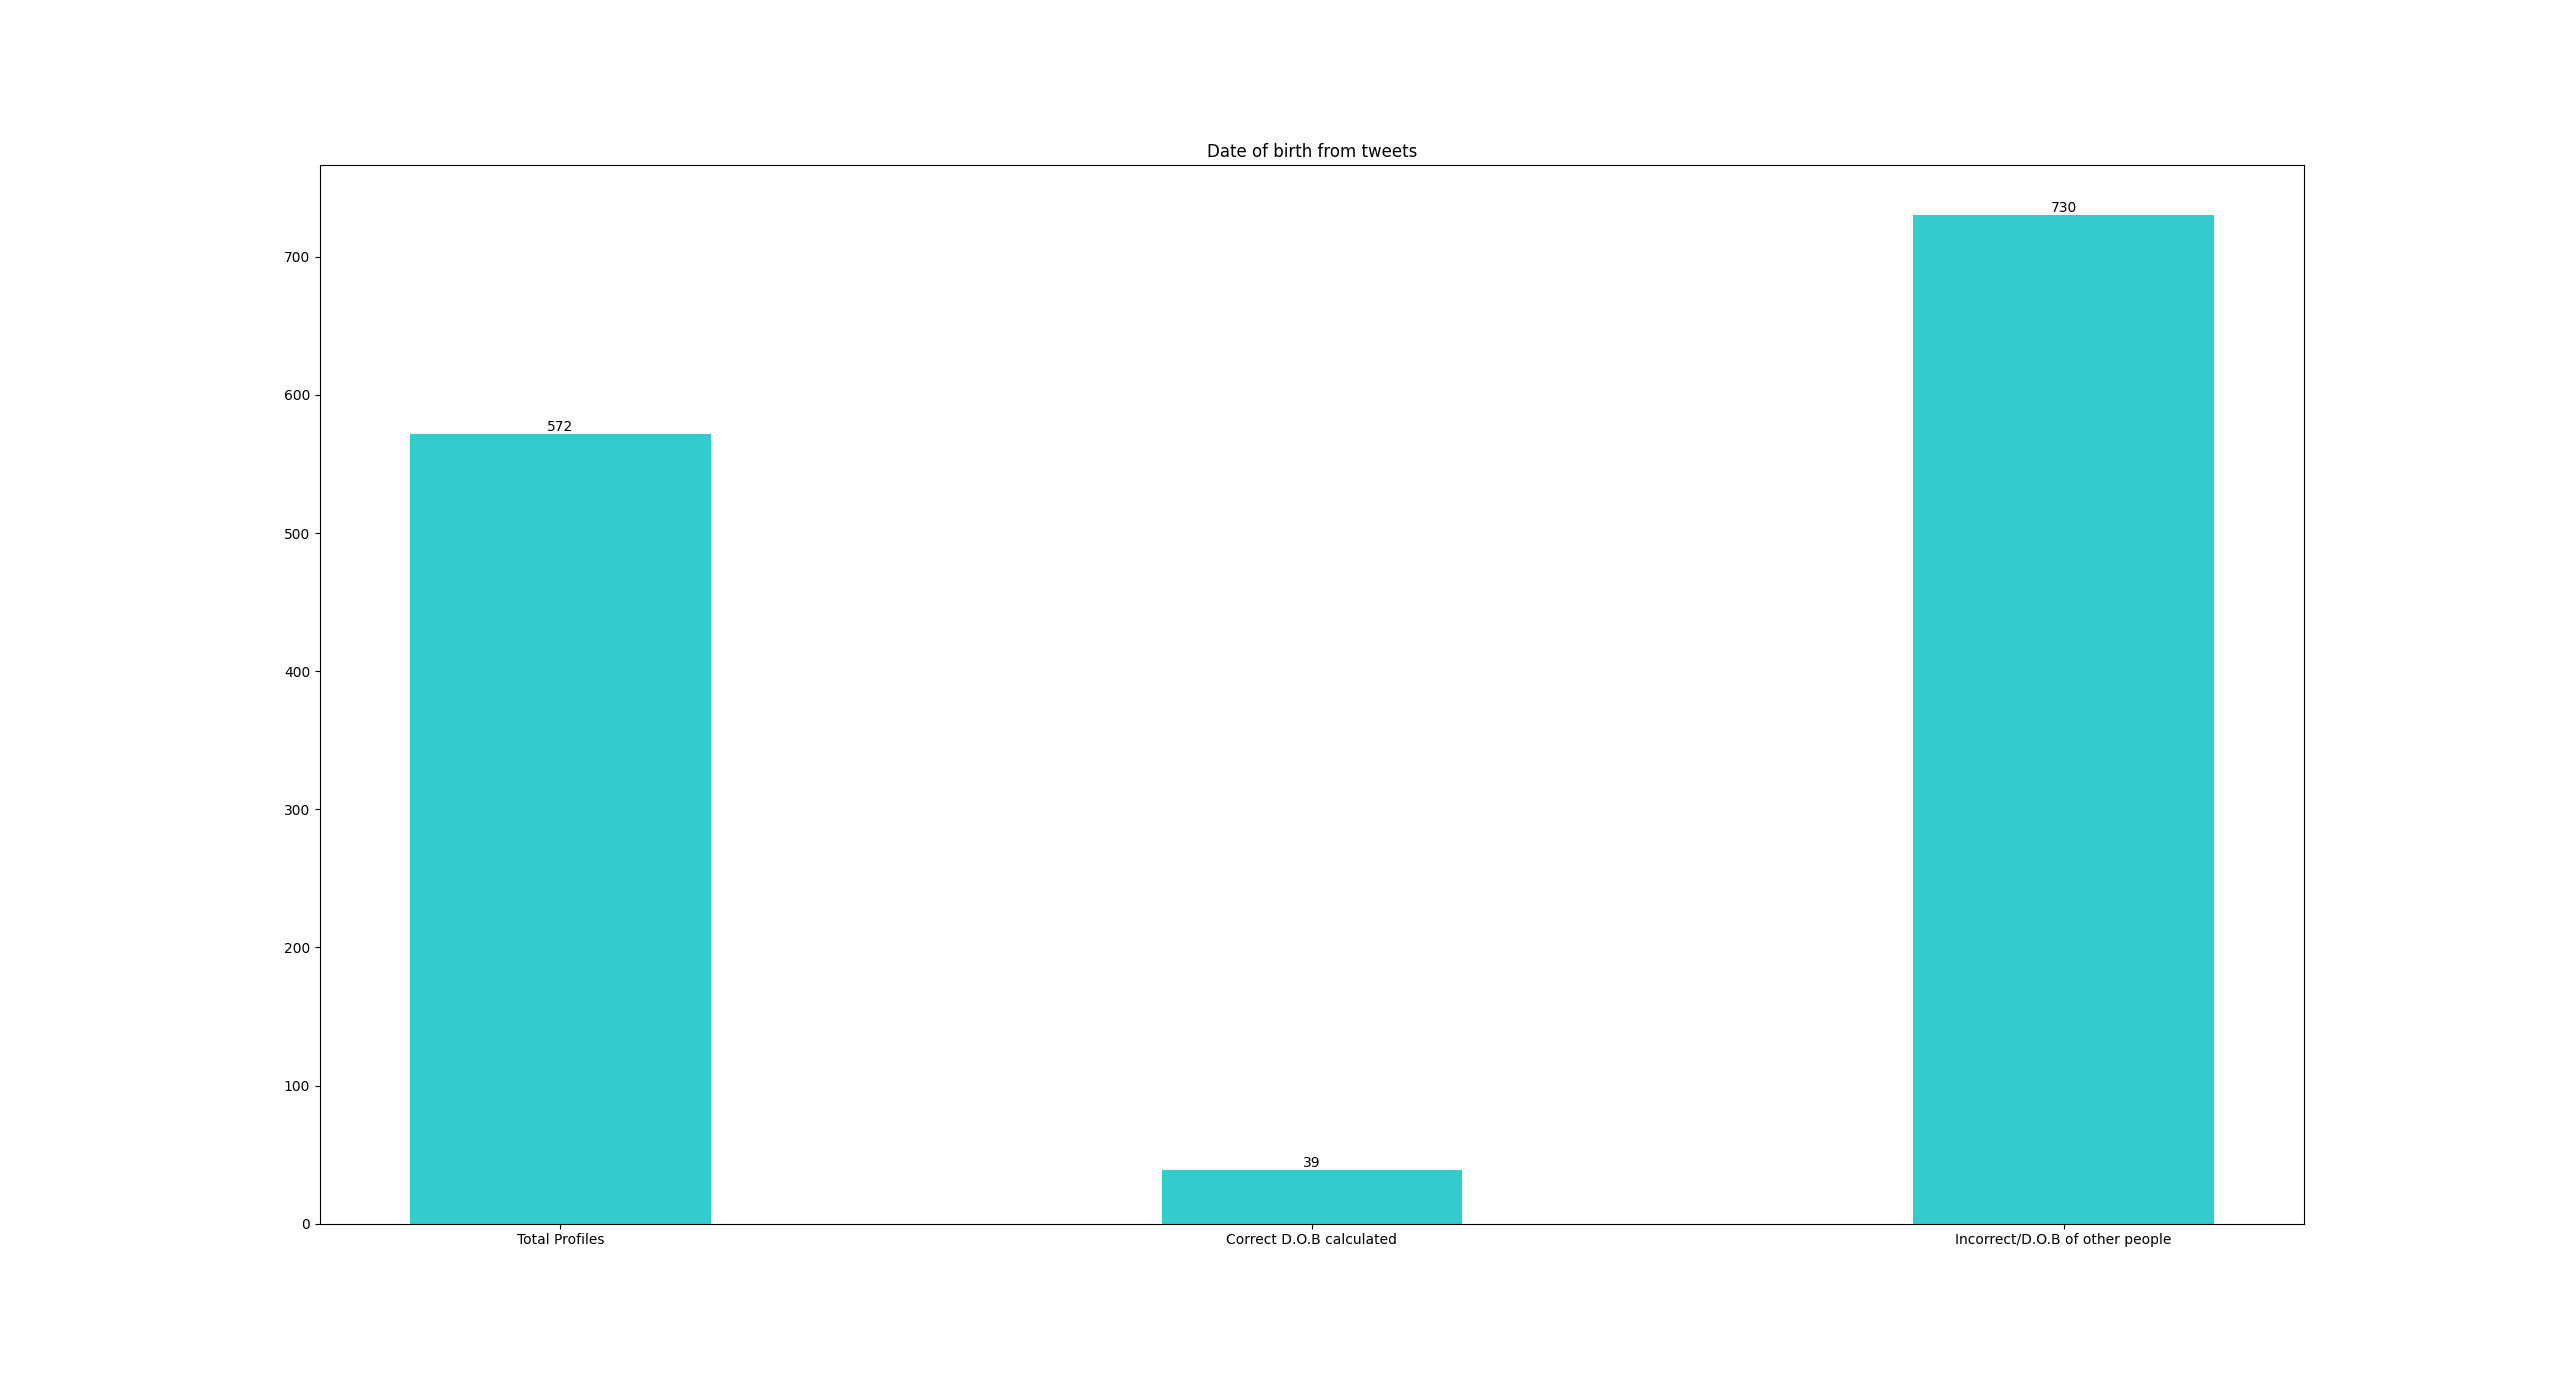 Date of birth from tweets
730
700
600
572
500
400
300
200
100
39
0
Total Profiles
Correct D.O.B calculated
Incorrect/D.O.B of other people